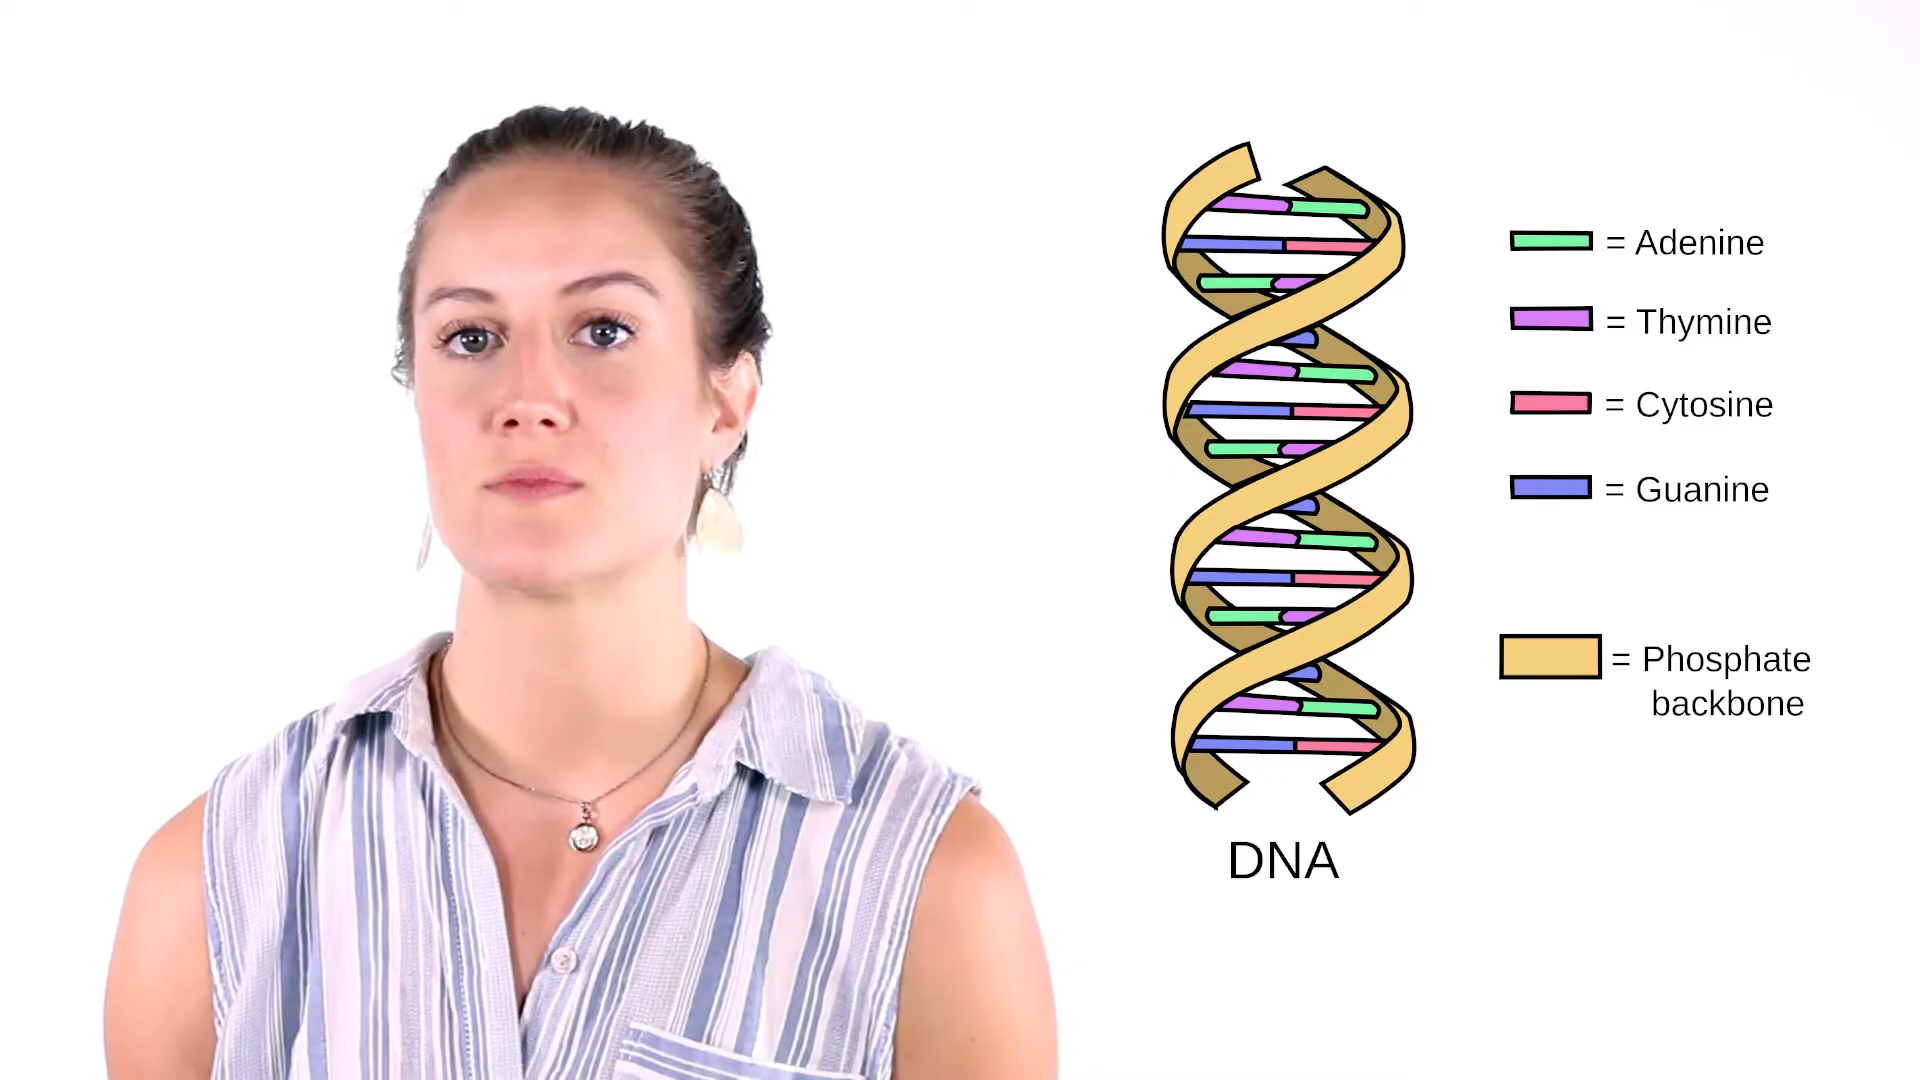 = Adenine
= Thymine
= Cytosine
= Guanine
= Phosphate
backbone
DNA